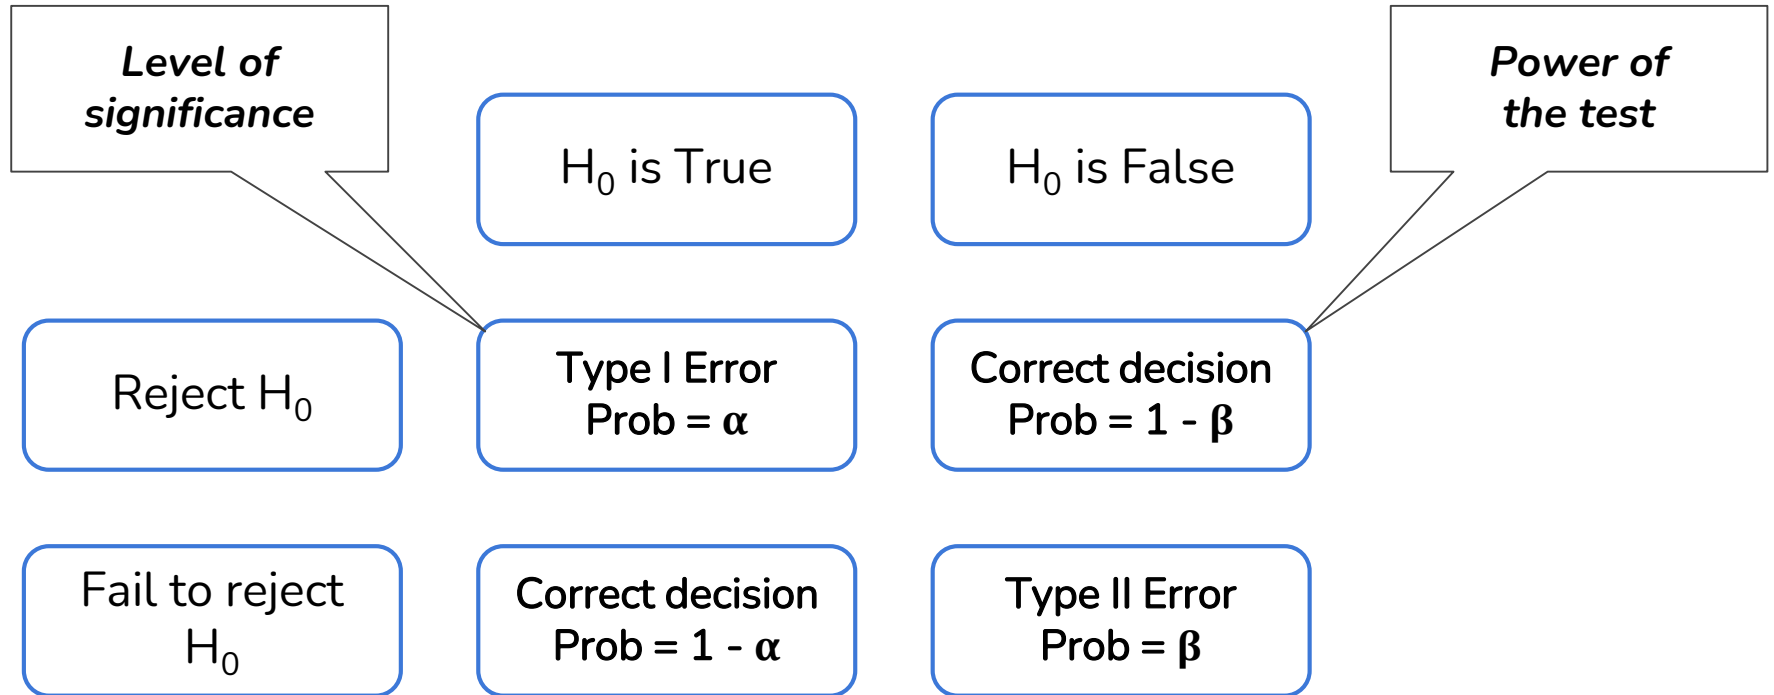 Level of
significance
Power of
the test
H₀ is True
H₀ is False
Reject H₀
Type I Error
Prob = α
Correct decision
Prob = 1 - β
Fail to reject
H₀
Correct decision
Prob = 1 - α
Type II Error
Prob = β